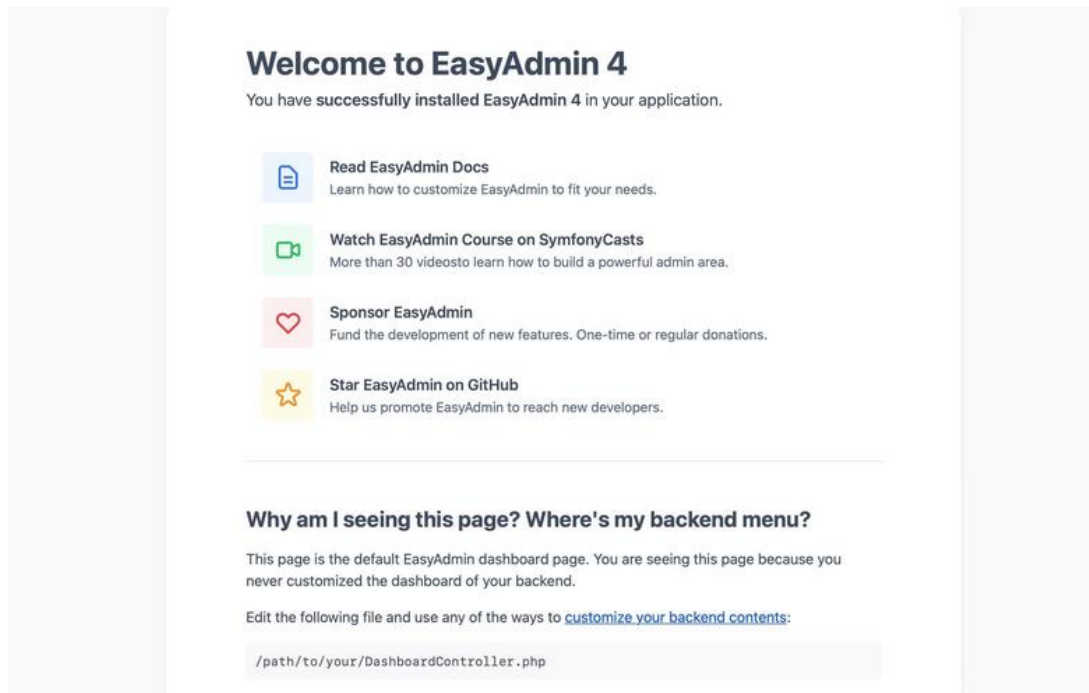 Welcome to EasyAdmin 4
You have successfully installed EasyAdmin 4 in your application.
Read EasyAdmin Docs
Learn how to customize EasyAdmin to fit your needs.
Watch EasyAdmin Course on SymfonyCasts
More than 30 videosto learn how to build a powerful admin area.
Sponsor EasyAdmin
Fund the development of new features. One-time or regular donations.
Star EasyAdmin on GitHub
Help us promote EasyAdmin to reach new developers.
Why am I seeing this page? Where's my backend menu?
This page is the default EasyAdmin dashboard page. You are seeing this page because you
never customized the dashboard of your backend.
Edit the following file and use any of the ways to customize your backend contents:
/path/to/your/DashboardController.php